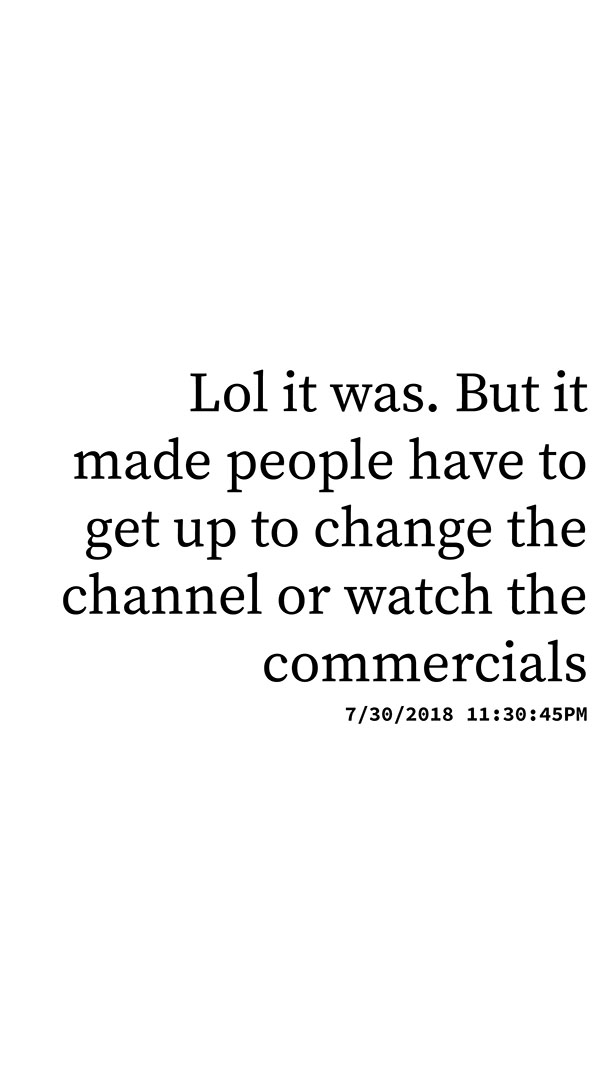 Lol it was. But it
made people have to
get up to change the
channel or watch the
commercials
7/30/2018 11:30:45PM